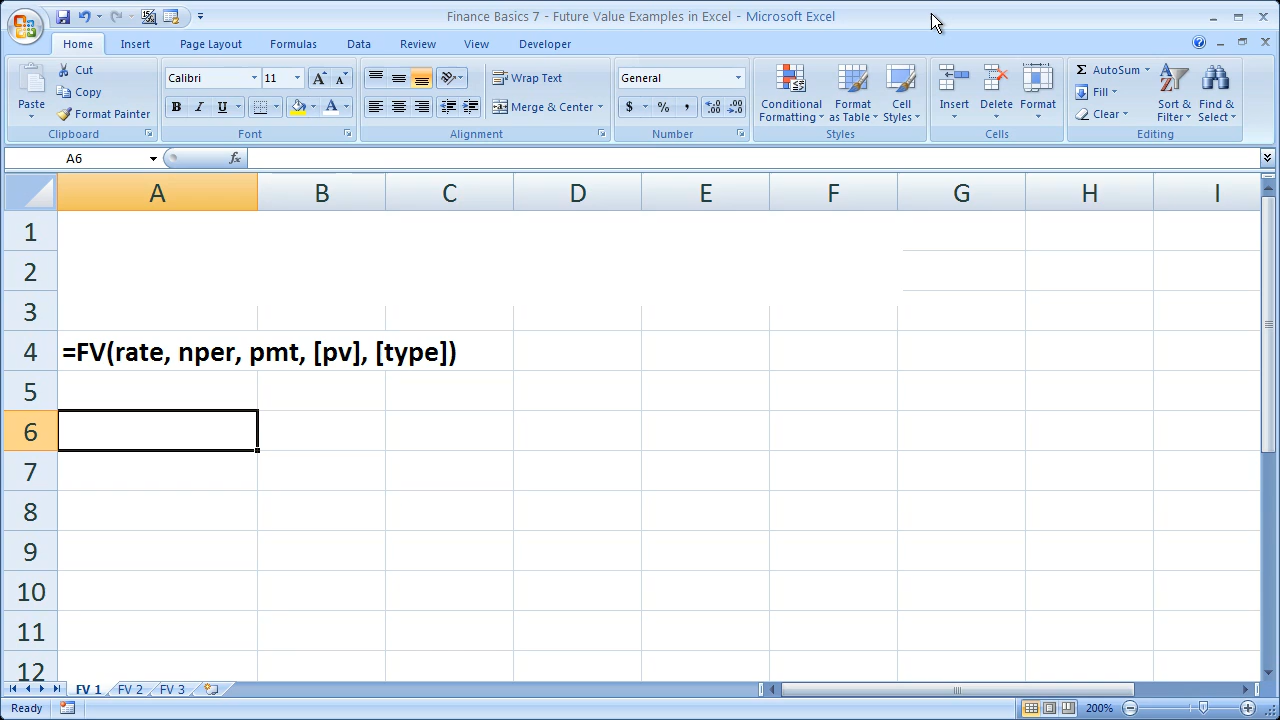 Finance Basics 7 - Future Value Examples in Excel - Microsoft Excel
Home Insert Page Layout Formulas Data Review View Developer
Paste
Cut
Copy
Format Painter
Clipboard
Calibri 11
B I U
Font
Wrap Text
Merge & Center
Alignment
General
$ % ,
Number
Conditional Formatting
Format as Table
Cell Styles
Styles
Insert Delete Format
Cells
AutoSum
Fill
Clear
Sort & Filter
Find & Select
Editing
A6 fx
A B C D E F G H I
1
2
3
4 =FV(rate, nper, pmt, [pv], [type])
5
6
7
8
9
10
11
12
FV 1 FV 2 FV 3
Ready 200%